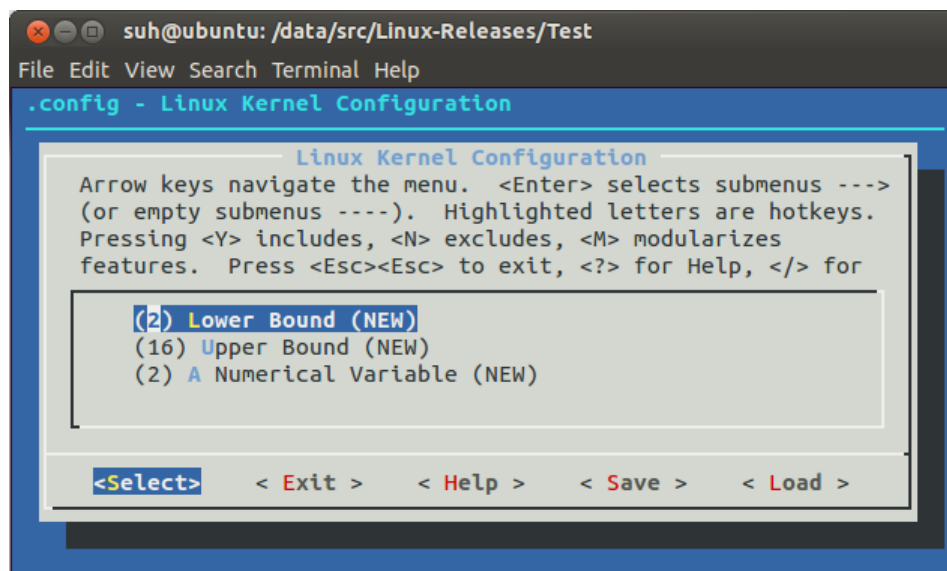 suh@ubuntu: /data/src/Linux-Releases/Test
File Edit View Search Terminal Help
.config - Linux Kernel Configuration
Linux Kernel Configuration
Arrow keys navigate the menu. <Enter> selects submenus --->
(or empty submenus ----). Highlighted letters are hotkeys.
Pressing <Y> includes, <N> excludes, <M> modularizes
features. Press <Esc><Esc> to exit, <?> for Help, </> for
(2) Lower Bound (NEW)
(16) Upper Bound (NEW)
(2) A Numerical Variable (NEW)
<Select> < Exit > < Help > < Save > < Load >